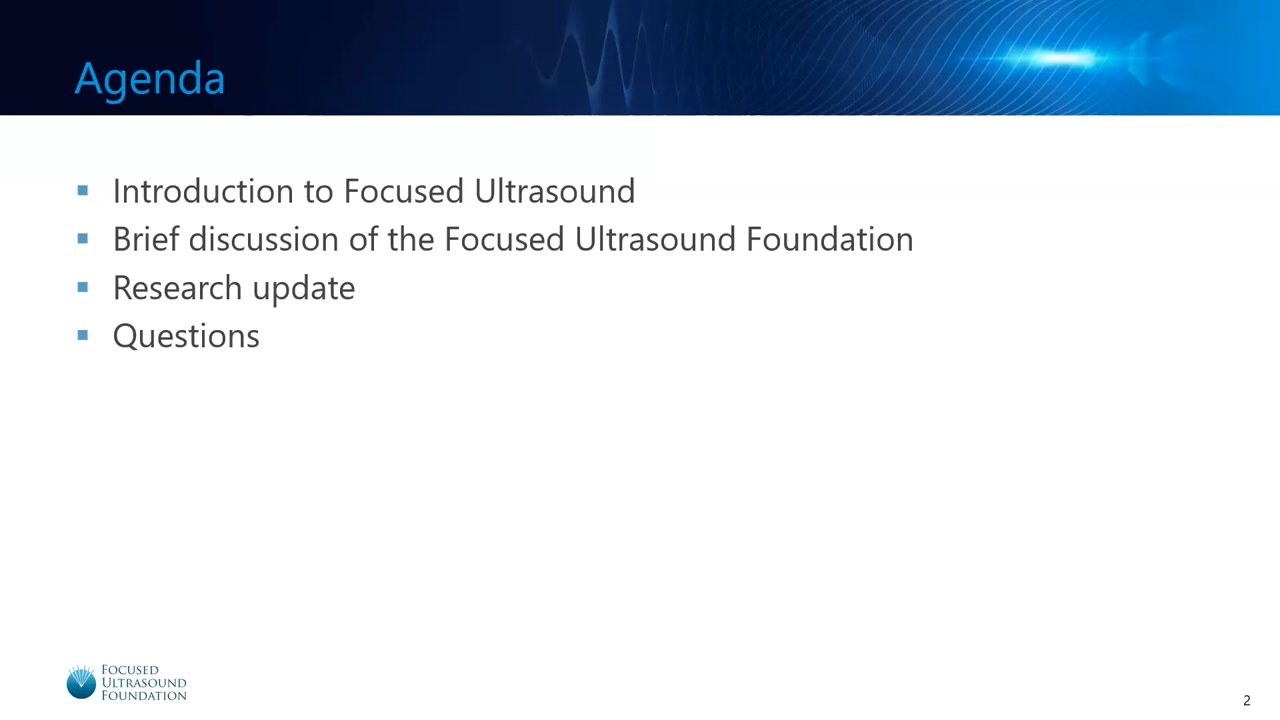 Agenda
Introduction to Focused Ultrasound
Brief discussion of the Focused Ultrasound Foundation
Research update
Questions
FOCUSED
ULTRASOUND
FOUNDATION
2